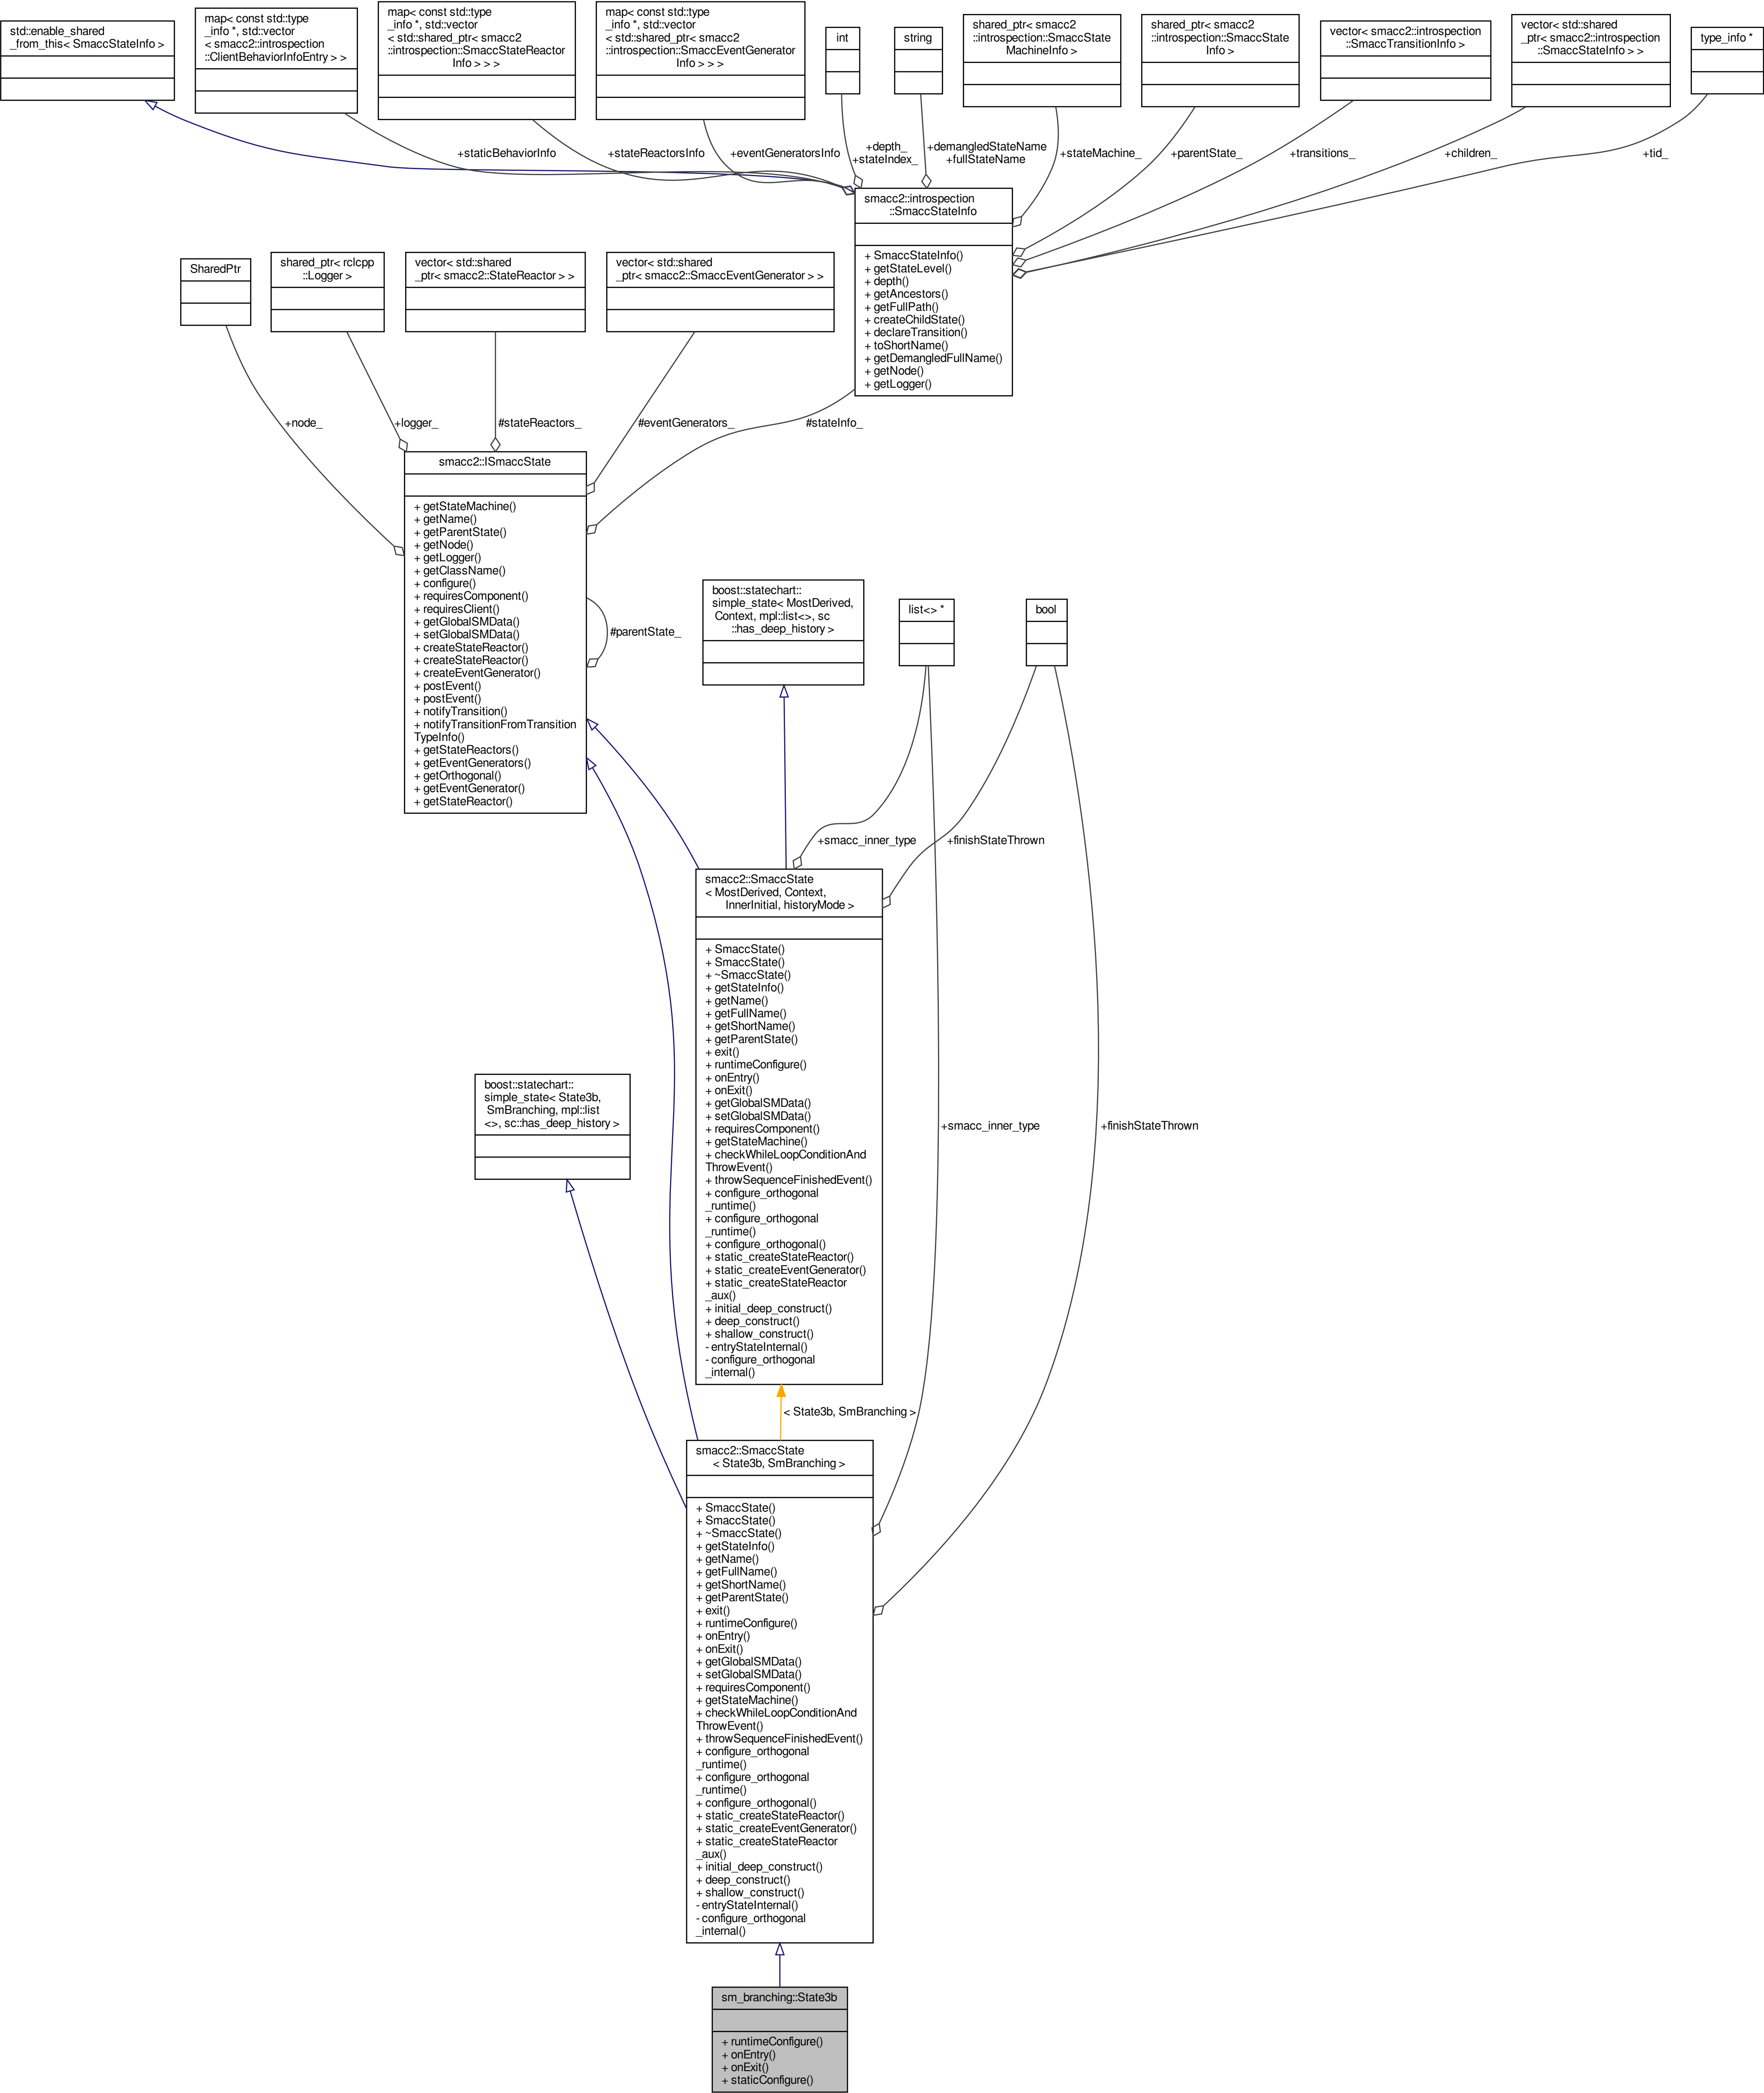 std::enable_shared
_from_this< SmaccStateInfo >
map< const std::type
_info *, std::vector
< smacc2::introspection
::ClientBehaviorInfoEntry > >
map< const std::type
_info *, std::vector
< std::shared_ptr< smacc2
::introspection::SmaccStateReactor
Info > > >
map< const std::type
_info *, std::vector
< std::shared_ptr< smacc2
::introspection::SmaccEventGenerator
Info > > >
int
string
shared_ptr< smacc2
::introspection::SmaccState
MachineInfo >
shared_ptr< smacc2
::introspection::SmaccState
Info >
vector< smacc2::introspection
::SmaccTransitionInfo >
vector< std::shared
_ptr< smacc2::introspection
::SmaccStateInfo > >
type_info *
+staticBehaviorInfo
+stateReactorsInfo
+eventGeneratorsInfo
+depth_
+stateIndex_
+demangledStateName
+fullStateName
+stateMachine_
+parentState_
+transitions_
+children_
+tid_
smacc2::introspection
::SmaccStateInfo
+ SmaccStateInfo()
+ getStateLevel()
+ depth()
+ getAncestors()
+ getFullPath()
+ createChildState()
+ declareTransition()
+ toShortName()
+ getDemangledFullName()
+ getNode()
+ getLogger()
SharedPtr
shared_ptr< rclcpp
::Logger >
vector< std::shared
_ptr< smacc2::StateReactor > >
vector< std::shared
_ptr< smacc2::SmaccEventGenerator > >
+node_
+logger_
#stateReactors_
#eventGenerators_
#stateInfo_
smacc2::ISmaccState
+ getStateMachine()
+ getName()
+ getParentState()
+ getNode()
+ getLogger()
+ getClassName()
+ configure()
+ requiresComponent()
+ requiresClient()
+ getGlobalSMData()
+ setGlobalSMData()
+ createStateReactor()
+ createStateReactor()
+ createEventGenerator()
+ postEvent()
+ postEvent()
+ notifyTransition()
+ notifyTransitionFromTransition
TypeInfo()
+ getStateReactors()
+ getEventGenerators()
+ getOrthogonal()
+ getEventGenerator()
+ getStateReactor()
#parentState_
boost::statechart::
simple_state< MostDerived,
Context, mpl::list<>, sc
::has_deep_history >
list<> *
bool
+smacc_inner_type
+finishStateThrown
smacc2::SmaccState
< MostDerived, Context,
InnerInitial, historyMode >
+ SmaccState()
+ SmaccState()
+ ~SmaccState()
+ getStateInfo()
+ getName()
+ getFullName()
+ getShortName()
+ getParentState()
+ exit()
+ runtimeConfigure()
+ onEntry()
+ onExit()
+ getGlobalSMData()
+ setGlobalSMData()
+ requiresComponent()
+ getStateMachine()
+ checkWhileLoopConditionAnd
ThrowEvent()
+ throwSequenceFinishedEvent()
+ configure_orthogonal
_runtime()
+ configure_orthogonal
_runtime()
+ configure_orthogonal()
+ static_createStateReactor()
+ static_createEventGenerator()
+ static_createStateReactor
_aux()
+ initial_deep_construct()
+ deep_construct()
+ shallow_construct()
- entryStateInternal()
- configure_orthogonal
_internal()
boost::statechart::
simple_state< State3b,
SmBranching, mpl::list
<>, sc::has_deep_history >
+smacc_inner_type
+finishStateThrown
< State3b, SmBranching >
smacc2::SmaccState
< State3b, SmBranching >
+ SmaccState()
+ SmaccState()
+ ~SmaccState()
+ getStateInfo()
+ getName()
+ getFullName()
+ getShortName()
+ getParentState()
+ exit()
+ runtimeConfigure()
+ onEntry()
+ onExit()
+ getGlobalSMData()
+ setGlobalSMData()
+ requiresComponent()
+ getStateMachine()
+ checkWhileLoopConditionAnd
ThrowEvent()
+ throwSequenceFinishedEvent()
+ configure_orthogonal
_runtime()
+ configure_orthogonal
_runtime()
+ configure_orthogonal()
+ static_createStateReactor()
+ static_createEventGenerator()
+ static_createStateReactor
_aux()
+ initial_deep_construct()
+ deep_construct()
+ shallow_construct()
- entryStateInternal()
- configure_orthogonal
_internal()
sm_branching::State3b
+ runtimeConfigure()
+ onEntry()
+ onExit()
+ staticConfigure()